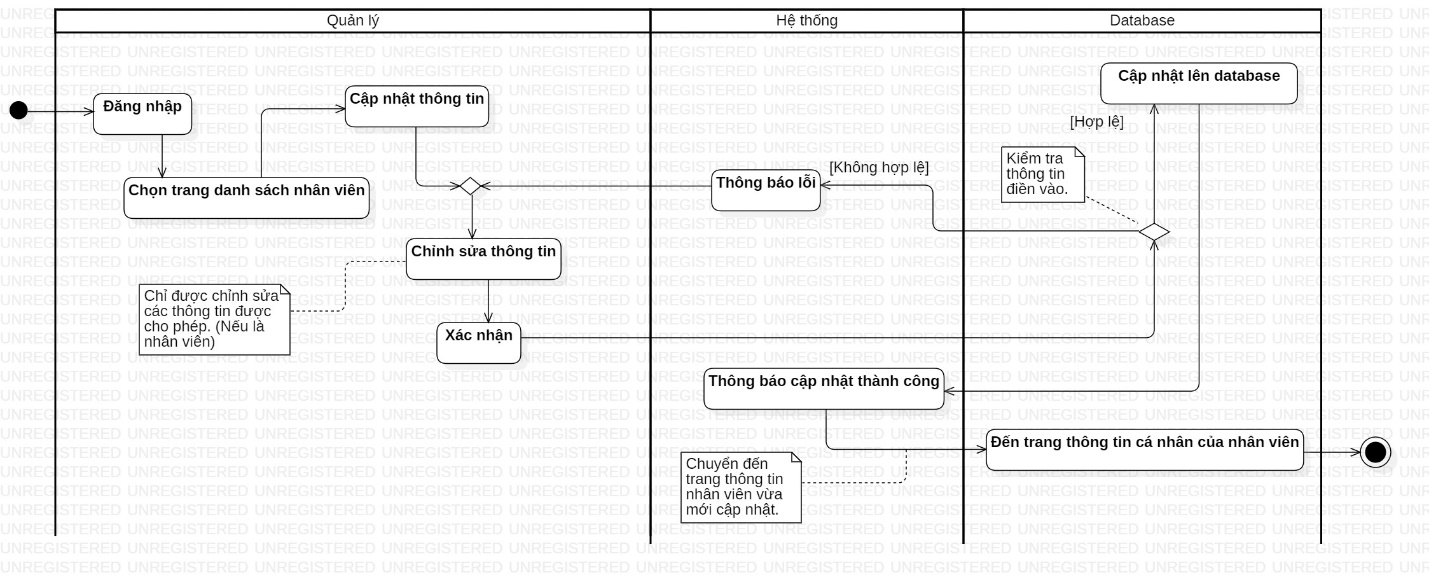 Quản lý
Hệ thống
Database
Đăng nhập
Cập nhật thông tin
Cập nhật lên database
[Hợp lệ]
Chọn trang danh sách nhân viên
Thông báo lỗi
[Không hợp lệ]
Kiểm tra
thông tin
điền vào.
Chỉnh sửa thông tin
Chỉ được chỉnh sửa
các thông tin được
cho phép. (Nếu là
nhân viên)
Xác nhận
Thông báo cập nhật thành công
Đến trang thông tin cá nhân của nhân viên
Chuyển đến
trang thông tin
nhân viên vừa
mới cập nhật.
UNREGISTERED